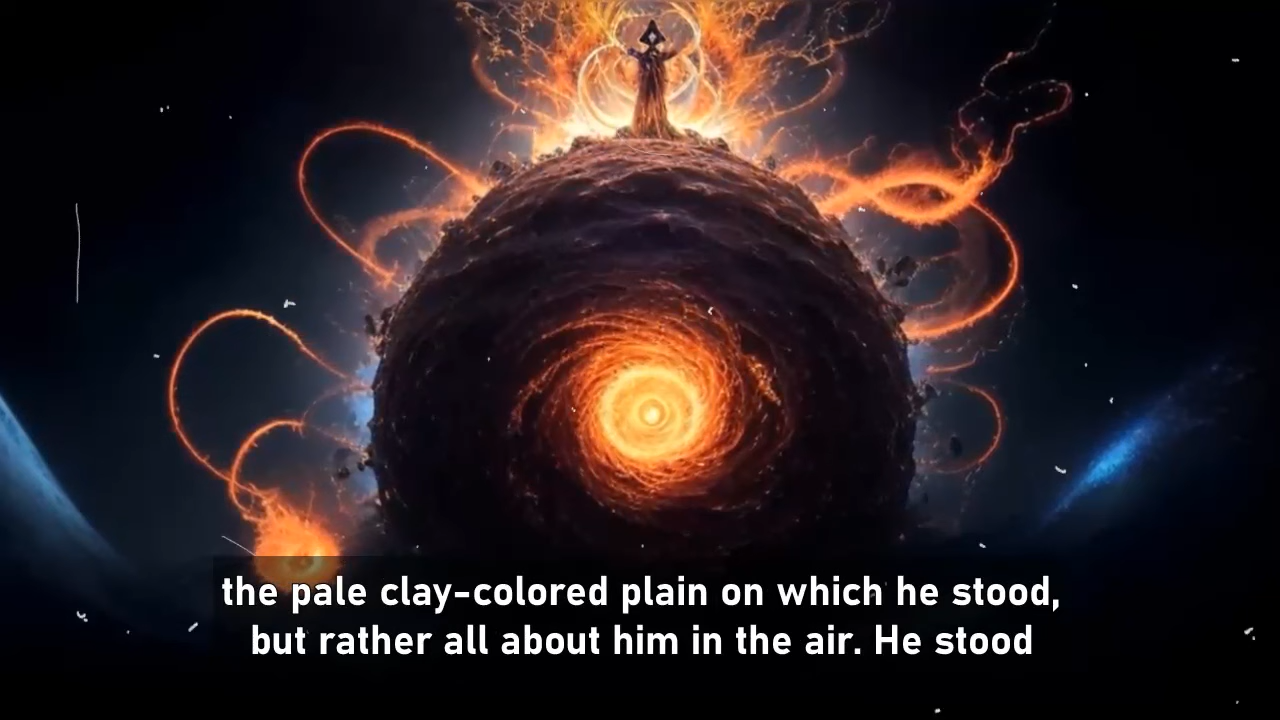 the pale clay-colored plain on which he stood,
but rather all about him in the air. He stood